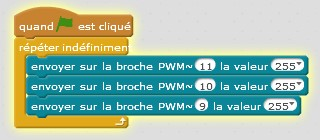 quand est cliqué
répéter indéfinimen
envoyer sur la broche PWM~ 11 la valeur 255
envoyer sur la broche PWM~ 10 la valeur 255
envoyer sur la broche PWM~ 9 la valeur 255